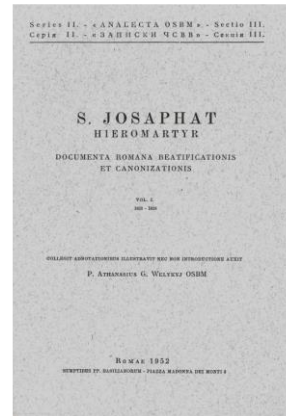 Series II. - « ANALECTA OSBM » - Sectio III.
Серія II. - « ЗАПИСКИ ЧСВВ » - Секція III.
S. JOSAPHAT
HIEROMARTYR
DOCUMENTA ROMANA BEATIFICATIONIS
ET CANONIZATIONIS
VOL. I.
COLLEGIT ADNOTATIONIBUS ILLUSTRAVIT NEC NON INTRODUCTIONE AUXIT
P. ATHANASIUS G. WELYKYJ OSBM
ROMAE 1952
SUMPTIBUS PP. BASILIANORUM - PIAZZA MADONNA DEI MONTI 3